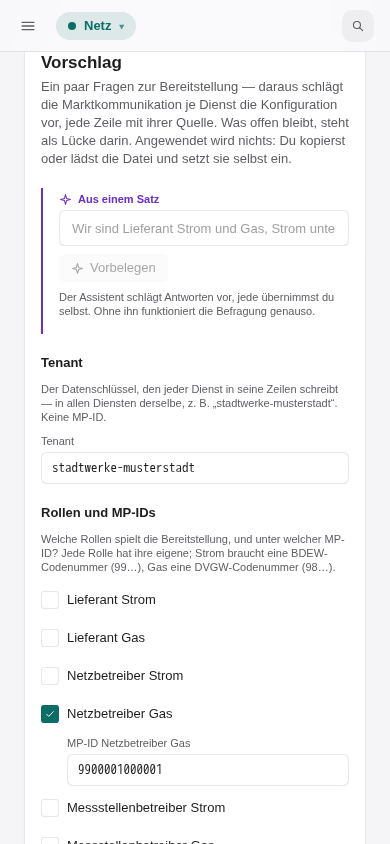 Netz
Vorschlag
Ein paar Fragen zur Bereitstellung — daraus schlägt
die Marktkommunikation je Dienst die Konfiguration
vor, jede Zeile mit ihrer Quelle. Was offen bleibt, steht
als Lücke darin. Angewendet wird nichts: Du kopierst
oder lädst die Datei und setzt sie selbst ein.
Aus einem Satz
Wir sind Lieferant Strom und Gas, Strom unte
Vorbelegen
Der Assistent schlägt Antworten vor, jede übernimmst du
selbst. Ohne ihn funktioniert die Befragung genauso.
Tenant
Der Datenschlüssel, den jeder Dienst in seine Zeilen schreibt
— in allen Diensten derselbe, z. B. „stadtwerke-musterstadt“.
Keine MP-ID.
Tenant
stadtwerke-musterstadt
Rollen und MP-IDs
Welche Rollen spielt die Bereitstellung, und unter welcher MP-
ID? Jede Rolle hat ihre eigene; Strom braucht eine BDEW-
Codenummer (99…), Gas eine DVGW-Codenummer (98…).
Lieferant Strom
Lieferant Gas
Netzbetreiber Strom
Netzbetreiber Gas
MP-ID Netzbetreiber Gas
9900001000001
Messstellenbetreiber Strom
Messstellenbetreiber Gas